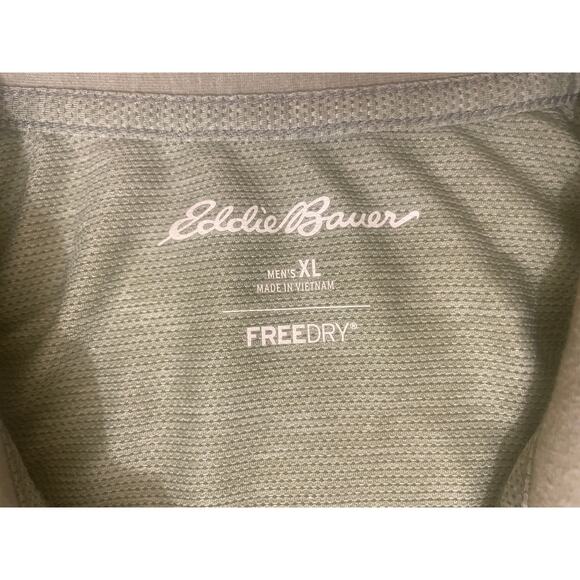 Eddie Bauer
MEN'S XL
MADE IN VIETNAM
FREEDRY®